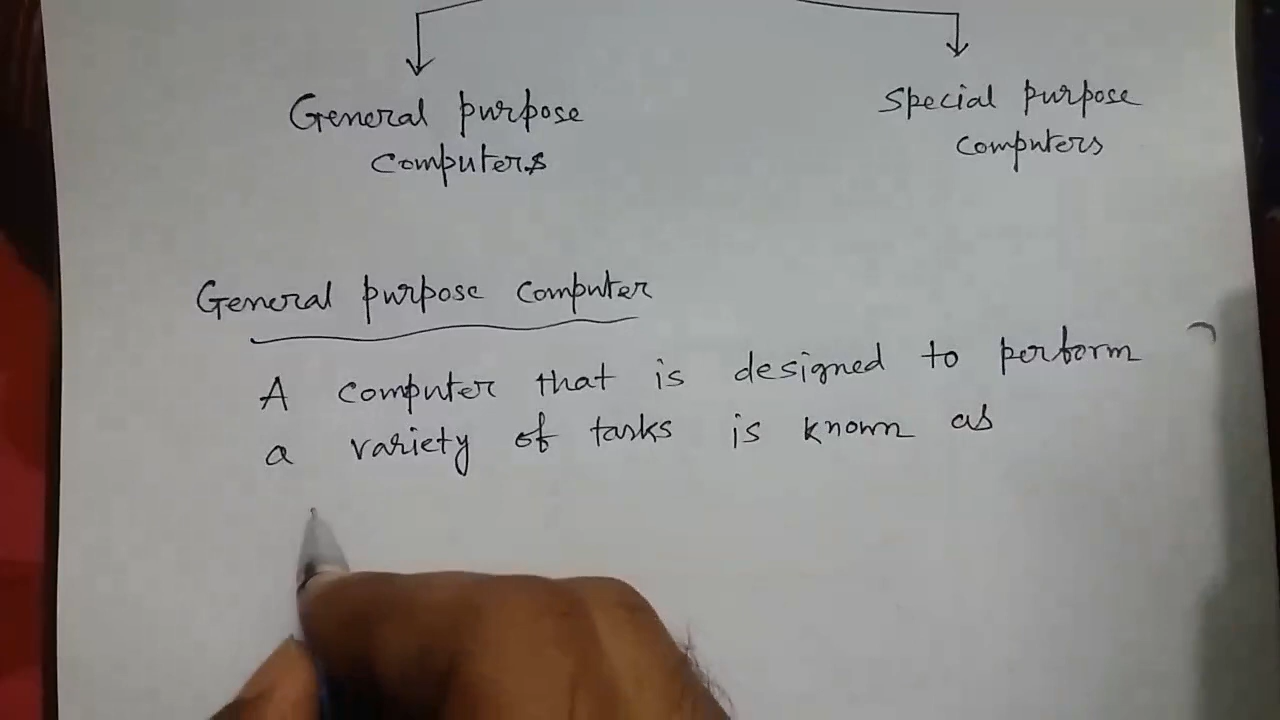 General purpose
Computers
Special purpose
Computers
General purpose Computer
A computer that is designed to perform
a variety of tasks is known as